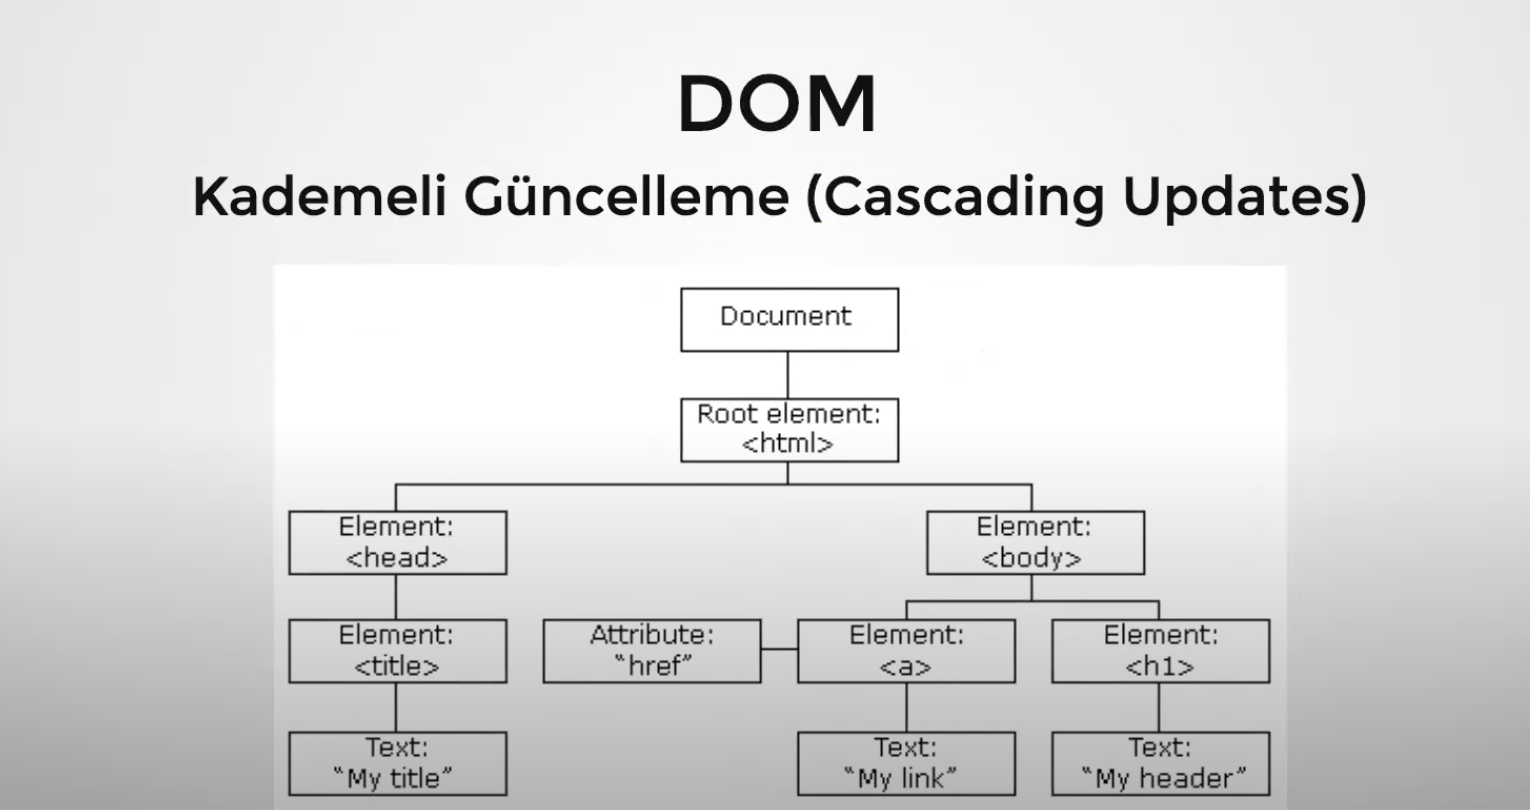 DOM
Kademeli Güncelleme (Cascading Updates)
Document
Root element:
<html>
Element:
<head>
Element:
<body>
Element:
<title>
Attribute:
“href”
Element:
<a>
Element:
<h1>
Text:
“My title”
Text:
“My link”
Text:
“My header”